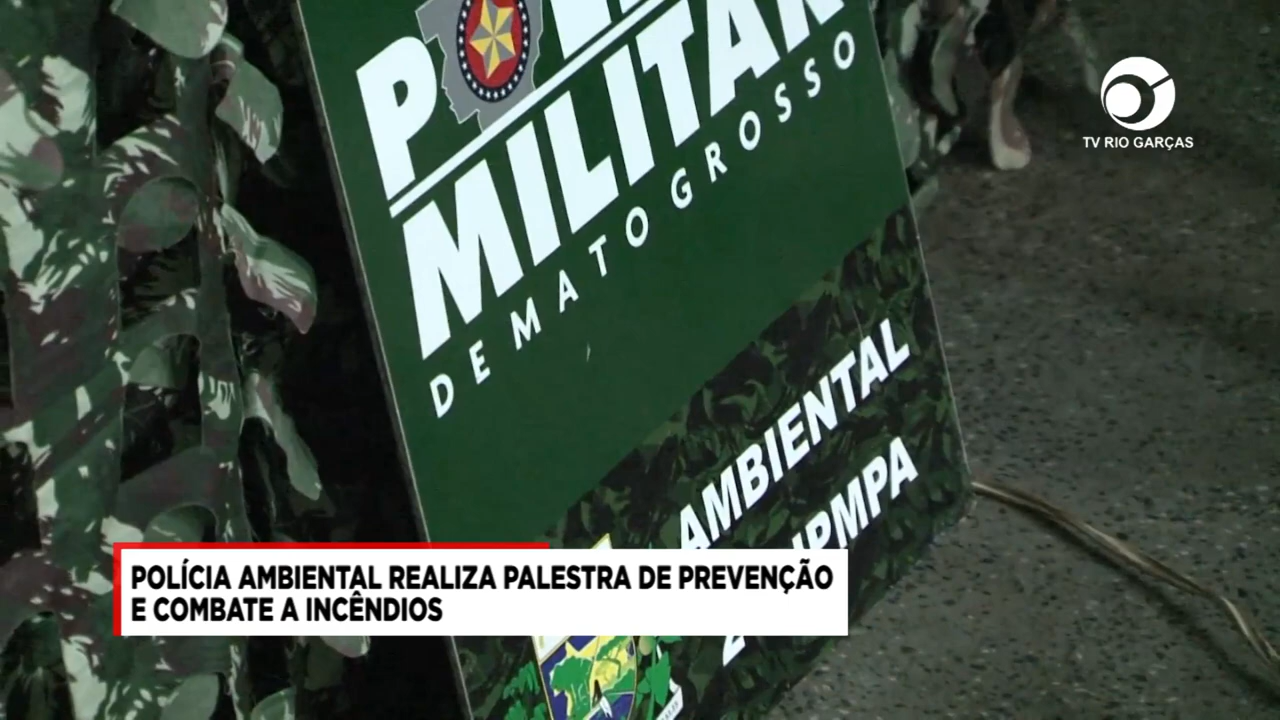 MILITAR
DE MATO GROSSO
AMBIENTAL
TV RIO GARÇAS
POLÍCIA AMBIENTAL REALIZA PALESTRA DE PREVENÇÃO
E COMBATE A INCÊNDIOS